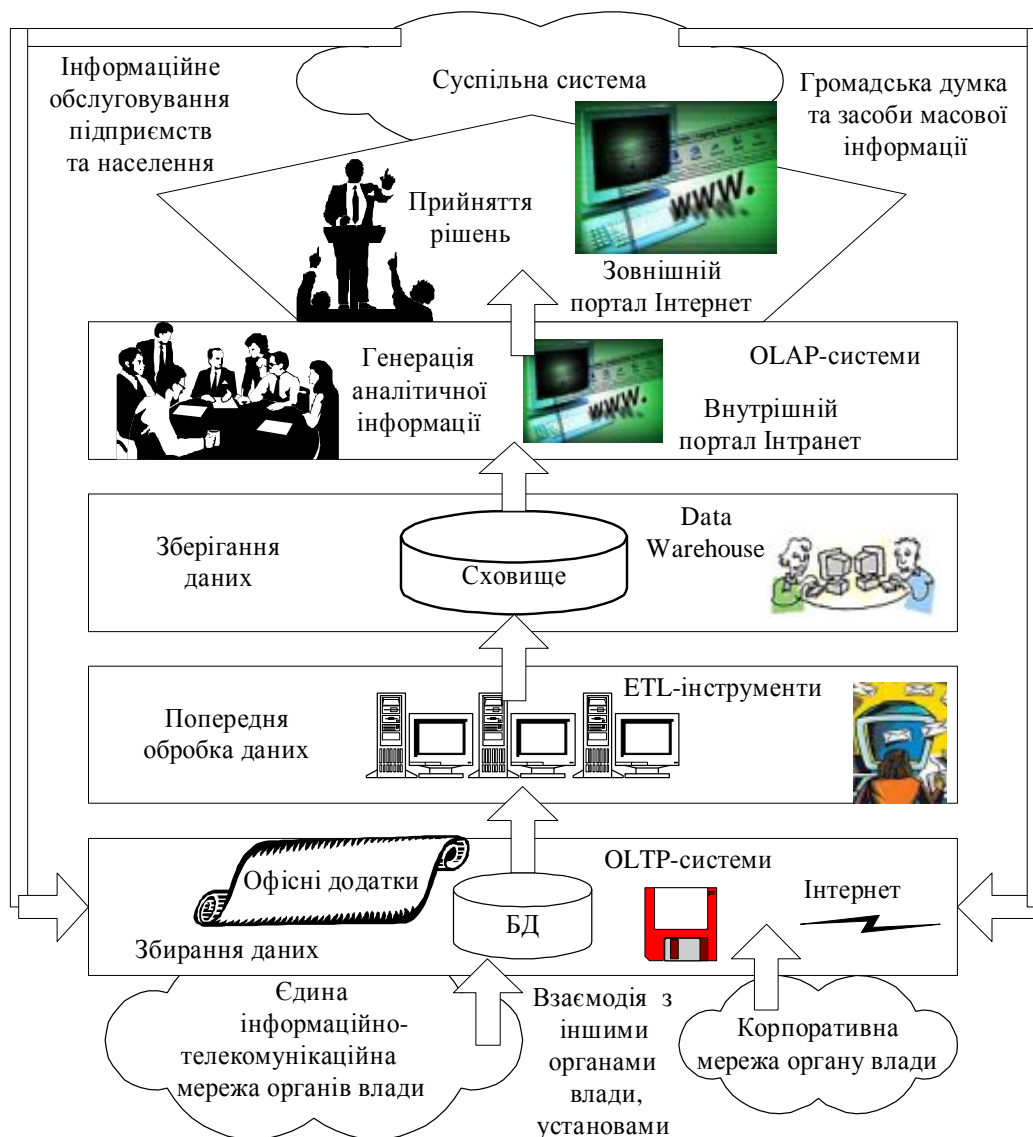 Суспільна система
Інформаційне
обслуговування
підприємств
та населення
Громадська думка
та засоби масової
інформації
Прийняття
рішень
www.
Зовнішній
портал Інтернет
Генерація
аналітичної
інформації
www.
OLAP-системи
Внутрішній
портал Інтранет
Зберігання
даних
Сховище
Data
Warehouse
Попередня
обробка даних
ETL-інструменти
Офісні додатки
Збирання даних
БД
OLTP-системи
Інтернет
Єдина
інформаційно-
телекомунікаційна
мережа органів влади
Взаємодія з
іншими
органами
влади,
установами
Корпоративна
мережа органу влади